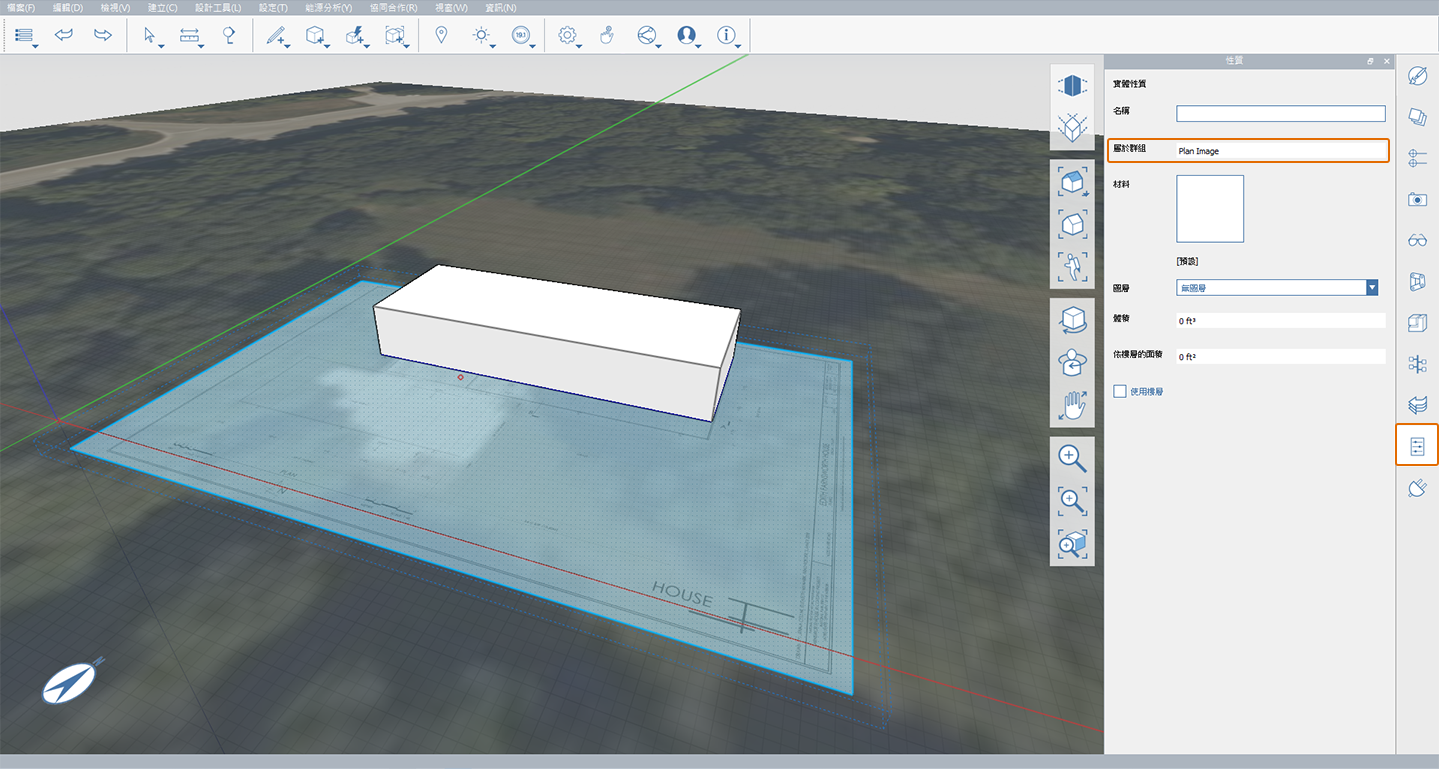 檔案(F) 編輯(D) 檢視(V) 建立(C) 設計工具(L) 設定(T) 能源分析(Y) 協同合作(R) 視窗(W) 資訊(N)
19.1
性質
實體性質
名稱
屬於群組 Plan Image
材料
[預設]
圖層 無圖層
體積 0 ft³
依樓層的面積 0 ft²
使用樓層
HOUSE